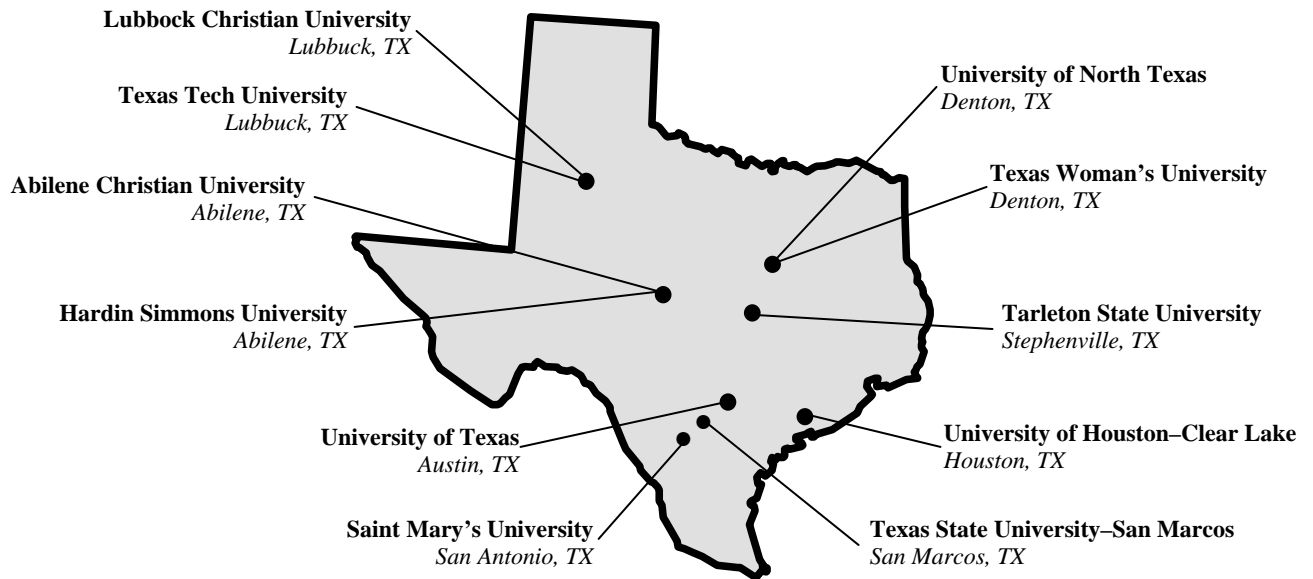 Lubbock Christian University
Lubbuck, TX
Texas Tech University
Lubbuck, TX
Abilene Christian University
Abilene, TX
Hardin Simmons University
Abilene, TX
University of Texas
Austin, TX
Saint Mary’s University
San Antonio, TX
University of North Texas
Denton, TX
Texas Woman’s University
Denton, TX
Tarleton State University
Stephenville, TX
University of Houston–Clear Lake
Houston, TX
Texas State University–San Marcos
San Marcos, TX